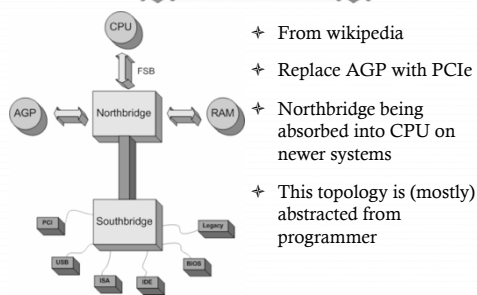 CPU
FSB
AGP
Northbridge
RAM
Southbridge
PCI
USB
ISA
IDE
BIOS
Legacy
✦ From wikipedia
✦ Replace AGP with PCIe
✦ Northbridge being
absorbed into CPU on
newer systems
✦ This topology is (mostly)
abstracted from
programmer